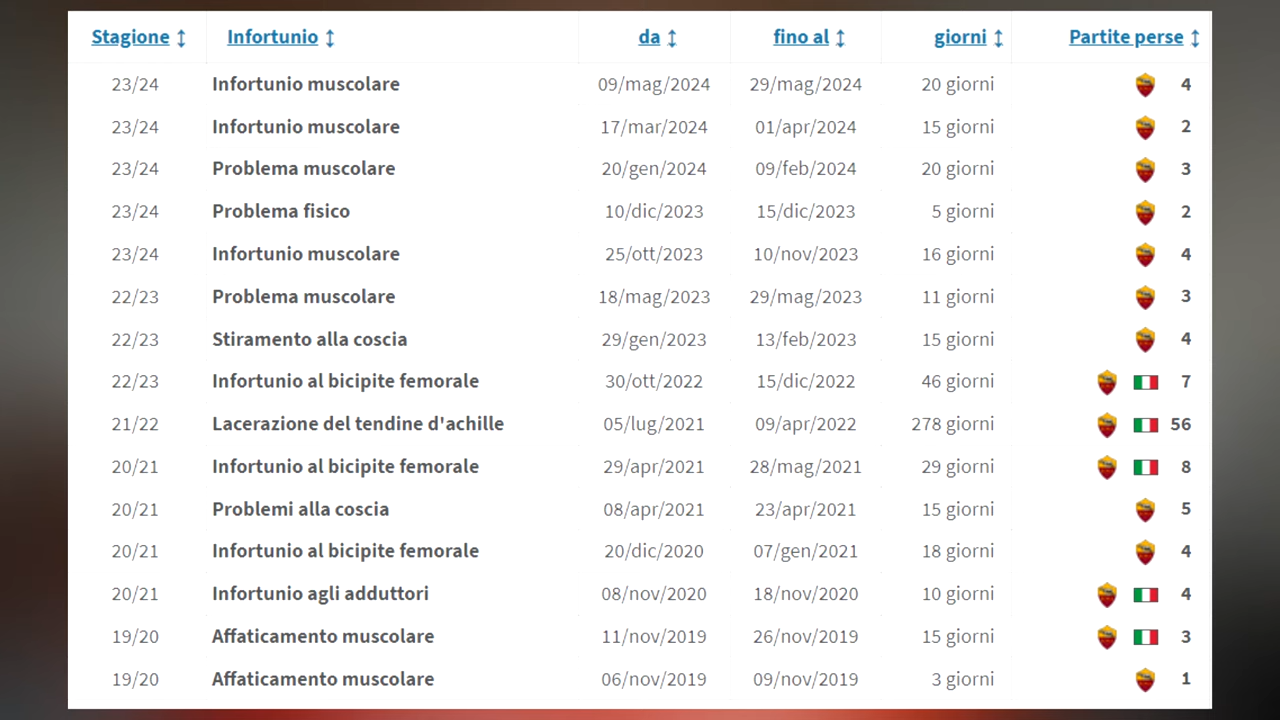 Stagione Infortunio da fino al giorni Partite perse
23/24 Infortunio muscolare 09/mag/2024 29/mag/2024 20 giorni 4
23/24 Infortunio muscolare 17/mar/2024 01/apr/2024 15 giorni 2
23/24 Problema muscolare 20/gen/2024 09/feb/2024 20 giorni 3
23/24 Problema fisico 10/dic/2023 15/dic/2023 5 giorni 2
23/24 Infortunio muscolare 25/ott/2023 10/nov/2023 16 giorni 4
22/23 Problema muscolare 18/mag/2023 29/mag/2023 11 giorni 3
22/23 Stiramento alla coscia 29/gen/2023 13/feb/2023 15 giorni 4
22/23 Infortunio al bicipite femorale 30/ott/2022 15/dic/2022 46 giorni 7
21/22 Lacerazione del tendine d'achille 05/lug/2021 09/apr/2022 278 giorni 56
20/21 Infortunio al bicipite femorale 29/apr/2021 28/mag/2021 29 giorni 8
20/21 Problemi alla coscia 08/apr/2021 23/apr/2021 15 giorni 5
20/21 Infortunio al bicipite femorale 20/dic/2020 07/gen/2021 18 giorni 4
20/21 Infortunio agli adduttori 08/nov/2020 18/nov/2020 10 giorni 4
19/20 Affaticamento muscolare 11/nov/2019 26/nov/2019 15 giorni 3
19/20 Affaticamento muscolare 06/nov/2019 09/nov/2019 3 giorni 1